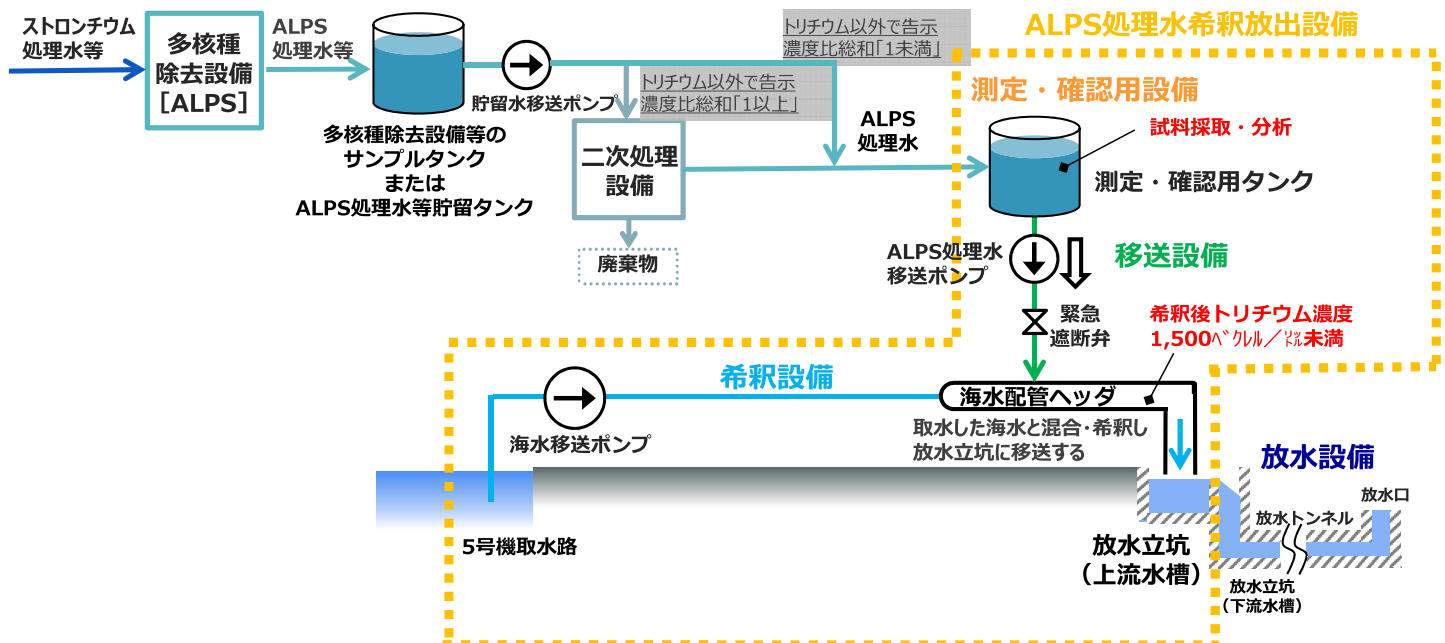 ストロンチウム
処理水等
多核種
除去設備
［ALPS］
ALPS
処理水等
貯留水移送ポンプ
多核種除去設備等の
サンプルタンク
または
ALPS処理水等貯留タンク
トリチウム以外で告示
濃度比総和｢1未満｣
トリチウム以外で告示
濃度比総和｢1以上｣
二次処理
設備
廃棄物
ALPS
処理水
ALPS処理水希釈放出設備
測定・確認用設備
試料採取・分析
測定・確認用タンク
ALPS処理水
移送ポンプ
移送設備
緊急
遮断弁
希釈後トリチウム濃度
1,500ﾍﾞｸﾚﾙ／㍑未満
希釈設備
海水移送ポンプ
海水配管ヘッダ
取水した海水と混合･希釈し
放水立坑に移送する
5号機取水路
放水設備
放水口
放水トンネル
放水立坑
（上流水槽）
放水立坑
（下流水槽）